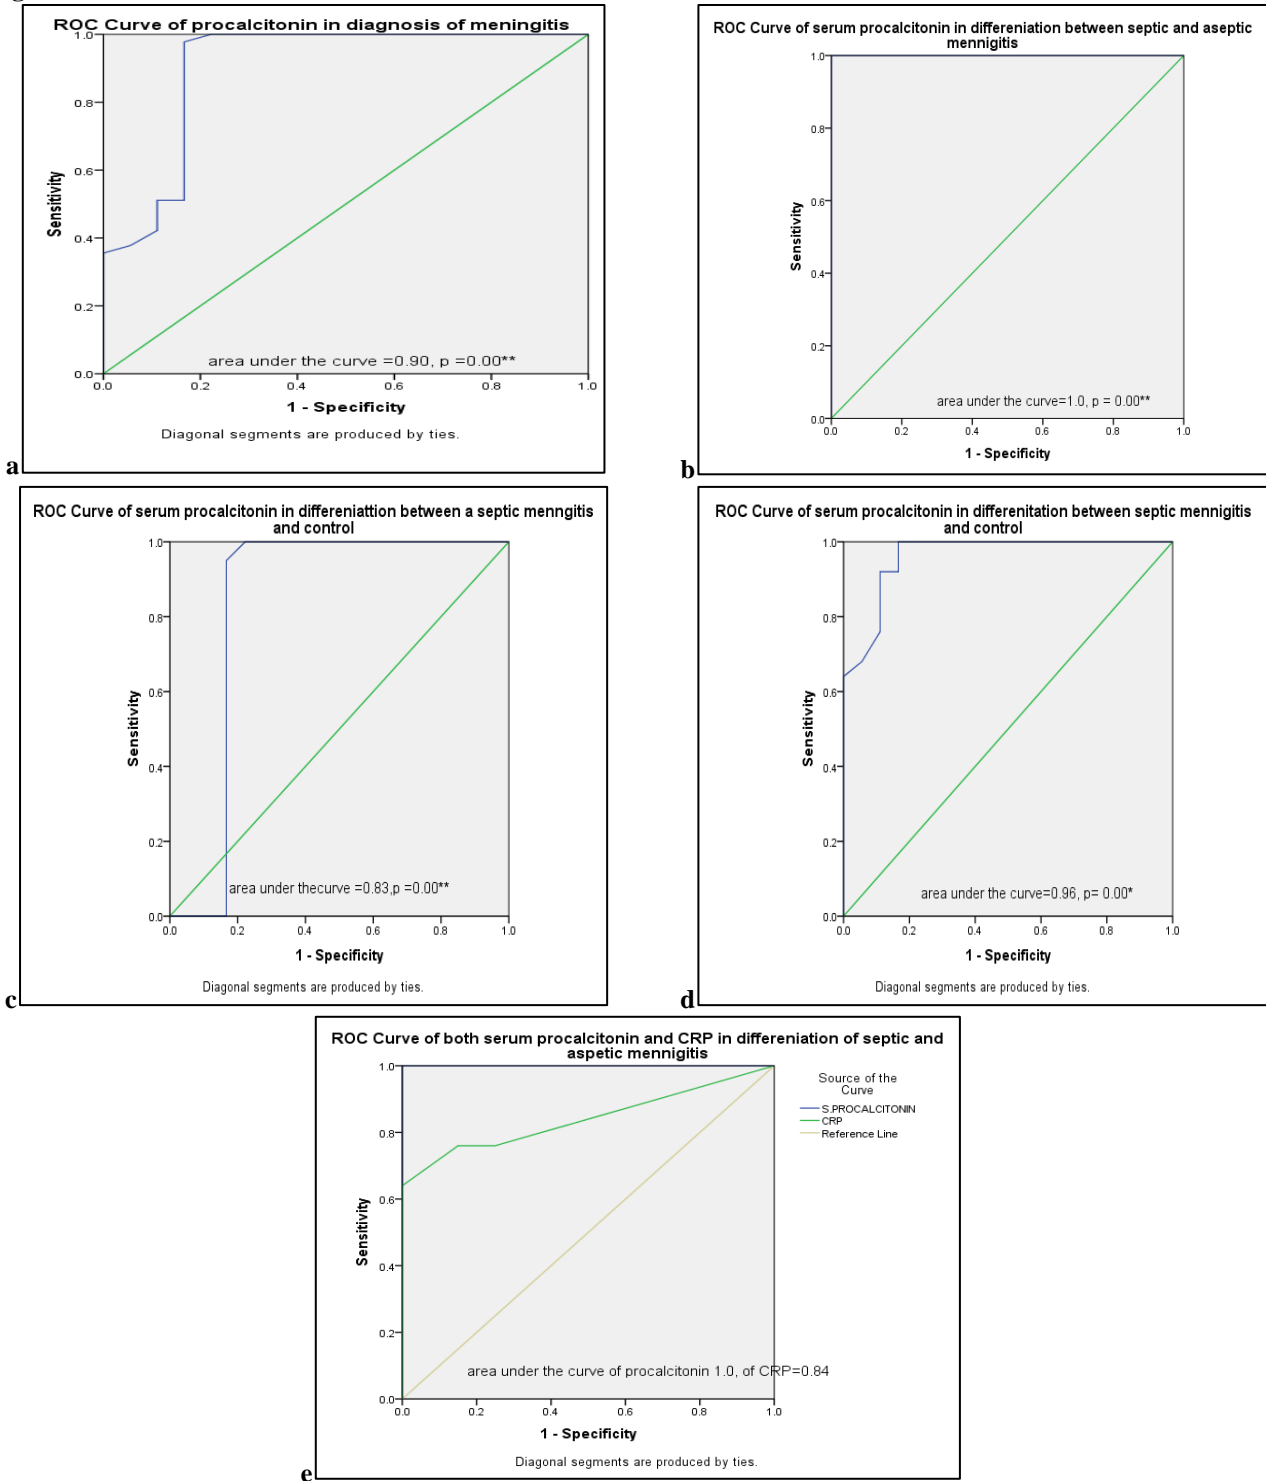 ROC Curve of procalcitonin in diagnosis of meningitis
1.0
0.8
0.6
0.4
0.2
0.0
Sensitivity
area under the curve =0.90, p =0.00**
0.0 0.2 0.4 0.6 0.8 1.0
1 - Specificity
Diagonal segments are produced by ties.
a
ROC Curve of serum procalcitonin in differeniation between septic and aseptic
mennigitis
1.0
0.8
0.6
0.4
0.2
0.0
Sensitivity
area under the curve=1.0, p = 0.00**
0.0 0.2 0.4 0.6 0.8 1.0
1 - Specificity
b
ROC Curve of serum procalcitonin in differeniattion between a septic menngitis
and control
1.0
0.8
0.6
0.4
0.2
0.0
Sensitivity
area under thecurve =0.83,p =0.00**
0.0 0.2 0.4 0.6 0.8 1.0
1 - Specificity
Diagonal segments are produced by ties.
c
ROC Curve of serum procalcitonin in differenitation between septic mennigitis
and control
1.0
0.8
0.6
0.4
0.2
0.0
Sensitivity
area under the curve=0.96, p= 0.00*
0.0 0.2 0.4 0.6 0.8 1.0
1 - Specificity
Diagonal segments are produced by ties.
d
ROC Curve of both serum procalcitonin and CRP in differeniation of septic and
aspetic mennigitis
1.0
0.8
0.6
0.4
0.2
0.0
Sensitivity
Source of the
Curve
S.PROCALCITONIN
CRP
Reference Line
area under the curve of procalcitonin 1.0, of CRP=0.84
0.0 0.2 0.4 0.6 0.8 1.0
1 - Specificity
Diagonal segments are produced by ties.
e